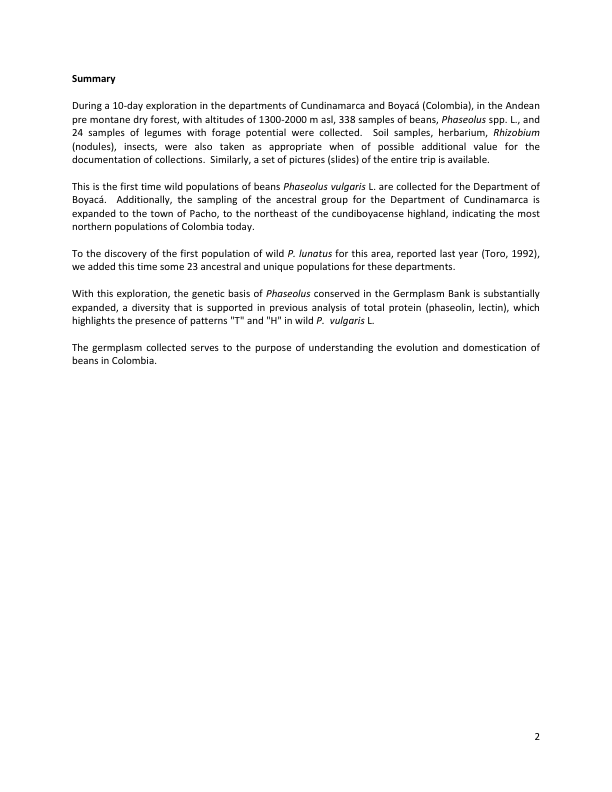 Summary
During a 10-day exploration in the departments of Cundinamarca and Boyacá (Colombia), in the Andean
pre montane dry forest, with altitudes of 1300-2000 m asl, 338 samples of beans, Phaseolus spp. L., and
24 samples of legumes with forage potential were collected. Soil samples, herbarium, Rhizobium
(nodules), insects, were also taken as appropriate when of possible additional value for the
documentation of collections. Similarly, a set of pictures (slides) of the entire trip is available.
This is the first time wild populations of beans Phaseolus vulgaris L. are collected for the Department of
Boyacá. Additionally, the sampling of the ancestral group for the Department of Cundinamarca is
expanded to the town of Pacho, to the northeast of the cundiboyacense highland, indicating the most
northern populations of Colombia today.
To the discovery of the first population of wild P. lunatus for this area, reported last year (Toro, 1992),
we added this time some 23 ancestral and unique populations for these departments.
With this exploration, the genetic basis of Phaseolus conserved in the Germplasm Bank is substantially
expanded, a diversity that is supported in previous analysis of total protein (phaseolin, lectin), which
highlights the presence of patterns "T" and "H" in wild P. vulgaris L.
The germplasm collected serves to the purpose of understanding the evolution and domestication of
beans in Colombia.
2